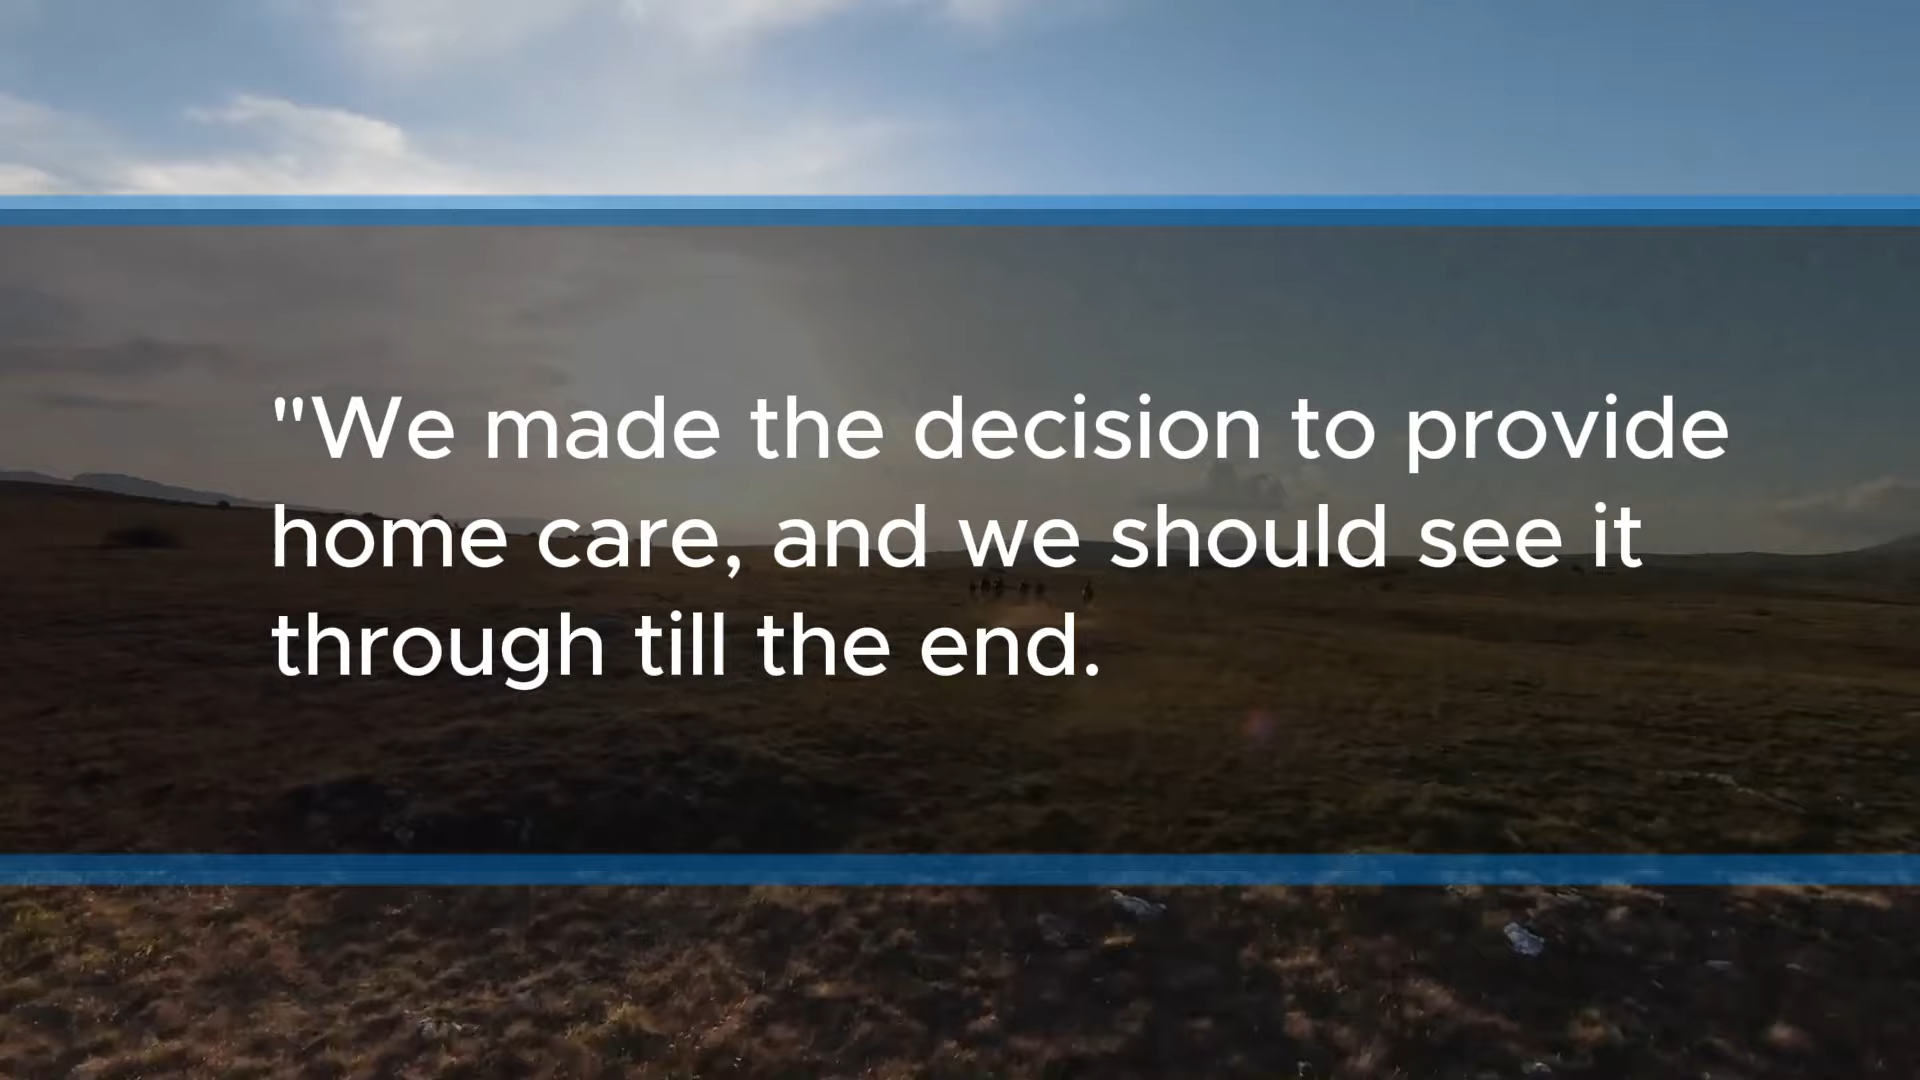 "We made the decision to provide
home care, and we should see it
through till the end.